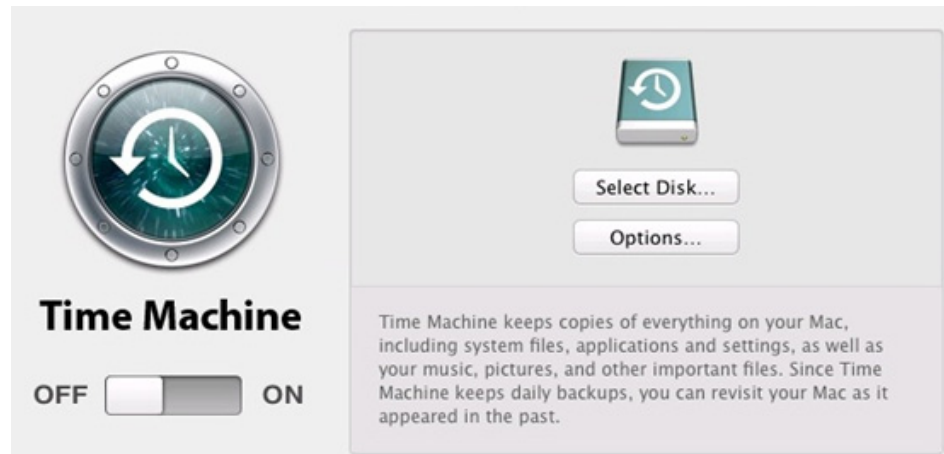 Time Machine
OFF ON
Select Disk...
Options...
Time Machine keeps copies of everything on your Mac,
including system files, applications and settings, as well as
your music, pictures, and other important files. Since Time
Machine keeps daily backups, you can revisit your Mac as it
appeared in the past.